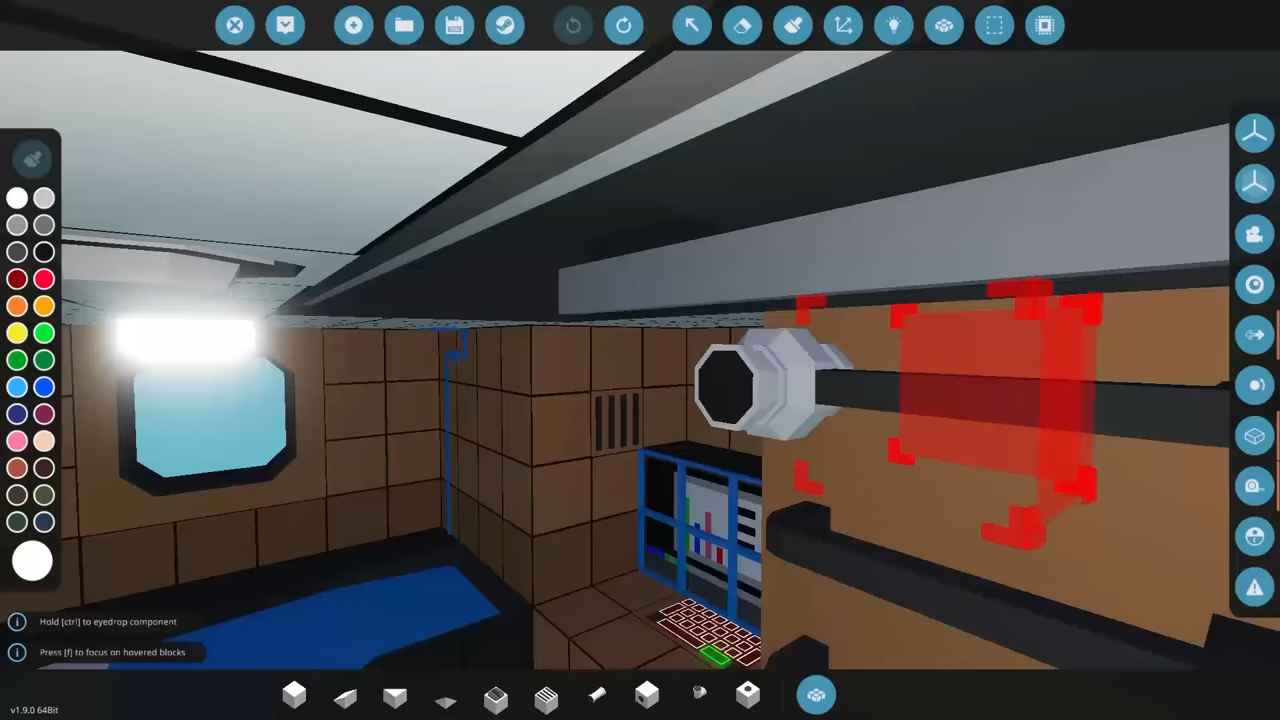 Hold [ctrl] to eyedrop component
Press [f] to focus on hovered blocks
v1.9.0 64Bit